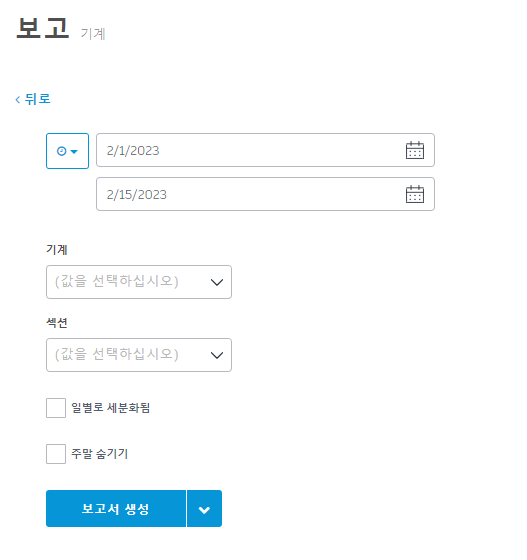 보고 기계
뒤로
2/1/2023
2/15/2023
기계
(값을 선택하십시오)
섹션
(값을 선택하십시오)
일별로 세분화됨
주말 숨기기
보고서 생성